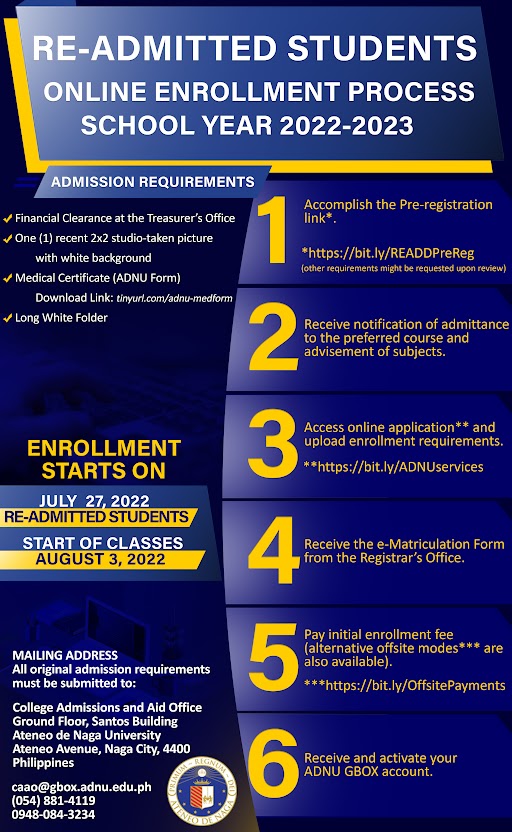 RE-ADMITTED STUDENTS
ONLINE ENROLLMENT PROCESS
SCHOOL YEAR 2022-2023
ADMISSION REQUIREMENTS
Financial Clearance at the Treasurer's Office
One (1) recent 2x2 studio-taken picture
with white background
Medical Certificate (ADNU Form)
Download Link: tinyurl.com/adnu-medform
Long White Folder
ENROLLMENT
STARTS ON
JULY 27, 2022
RE-ADMITTED STUDENTS
START OF CLASSES
AUGUST 3, 2022
MAILING ADDRESS
All original admission requirements
must be submitted to:
College Admissions and Aid Office
Ground Floor, Santos Building
Ateneo de Naga University
Ateneo Avenue, Naga City, 4400
Philippines
caao@gbox.adnu.edu.ph
(054) 881-4119
0948-084-3234
1
Accomplish the Pre-registration
link*.
*https://bit.ly/READDPreReg
(other requirements might be requested upon review)
2
Receive notification of admittance
to the preferred course and
advisement of subjects.
3
Access online application** and
upload enrollment requirements.
**https://bit.ly/ADNUservices
4
Receive the e-Matriculation Form
from the Registrar's Office.
5
Pay initial enrollment fee
(alternative offsite modes*** are
also available).
***https://bit.ly/OffsitePayments
6
Receive and activate your
ADNU GBOX account.
PRIMUM REGNUM DEI
ATENEO DE NAGA